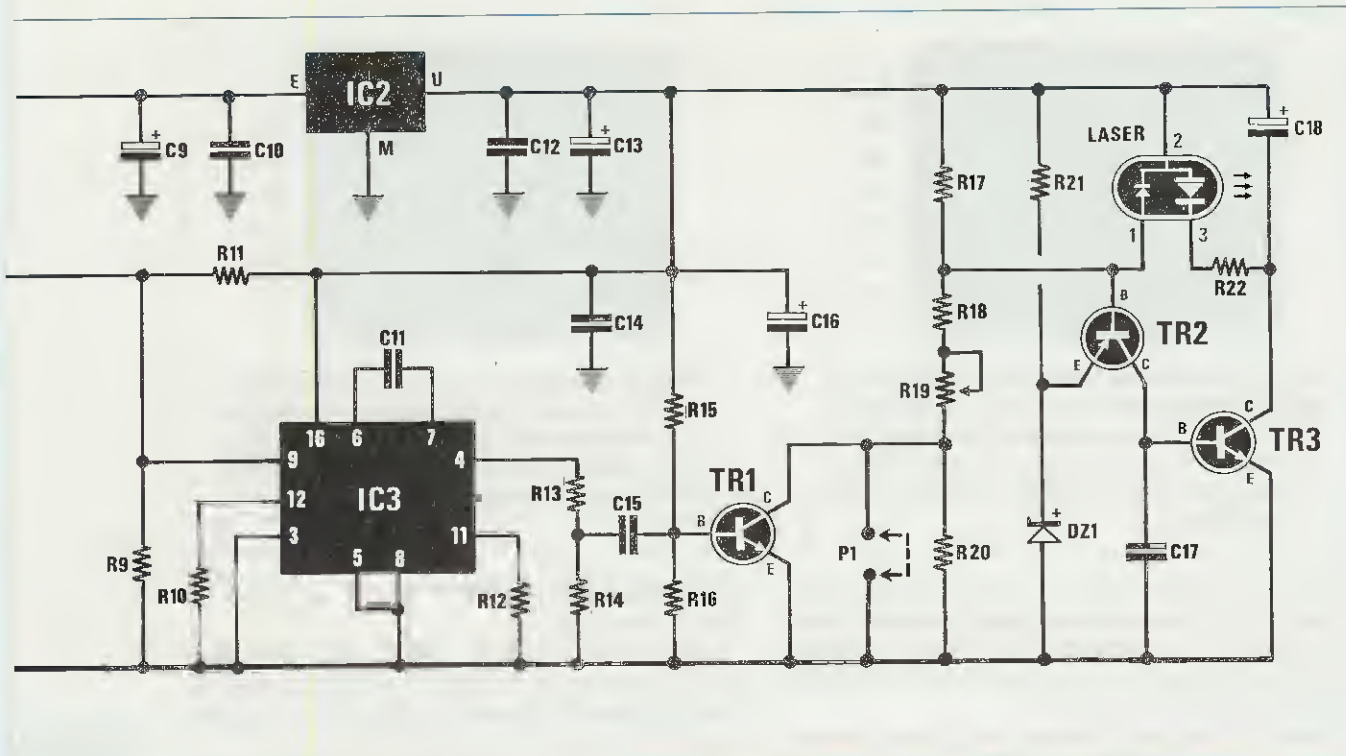 E
IC2
U
M
C9
C10
C12
C13
LASER
2
C18
R17
R21
1
3
R22
R11
C14
C16
R18
B
TR2
E
C
R19
C11
16
6
7
9
4
12
IC3
3
11
5
8
R13
C15
R15
TR1
B
C
E
P1
R20
DZ1
C17
B
C
TR3
E
R9
R10
R12
R14
R16